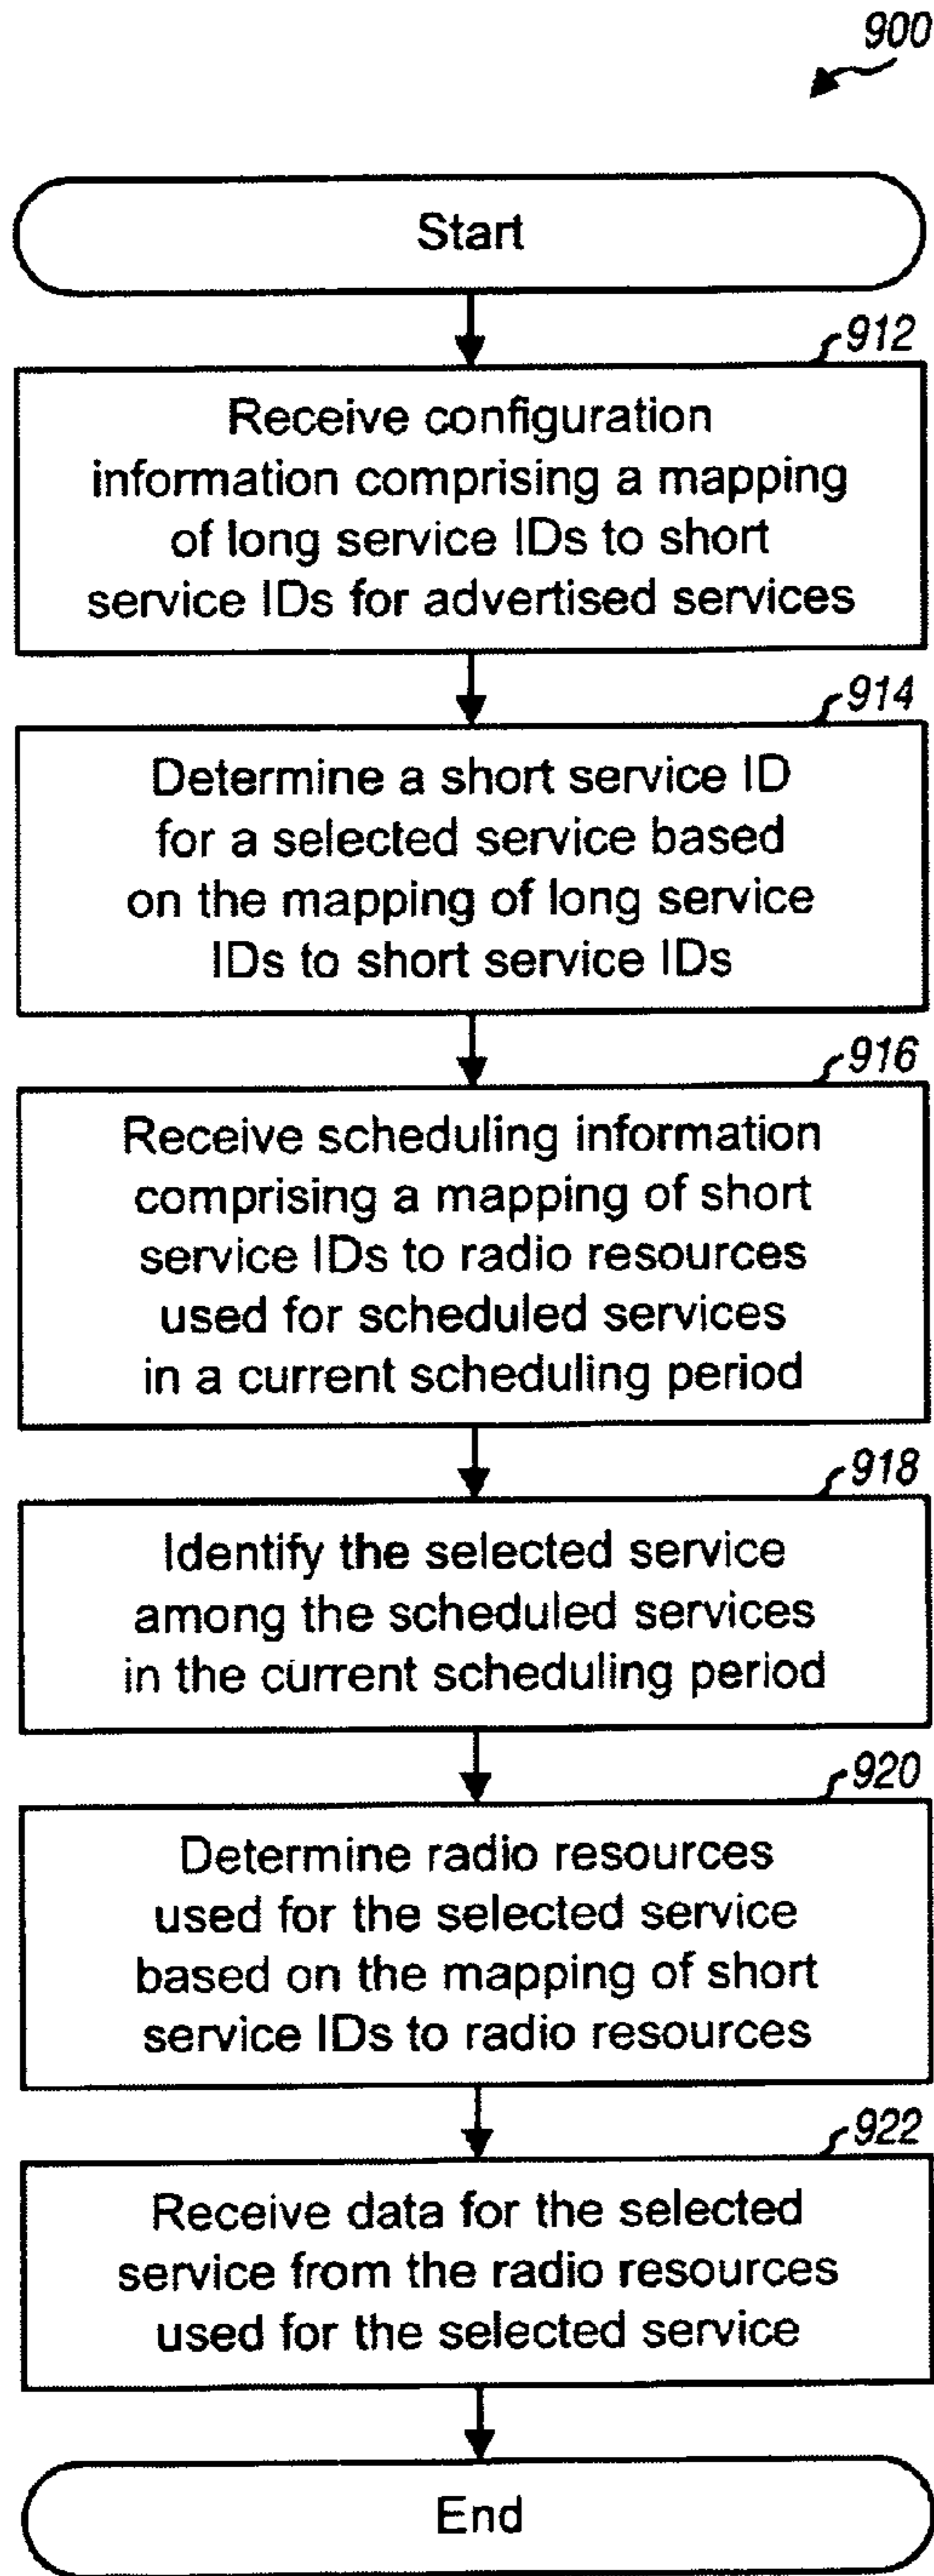 900
Start
912
Receive configuration
information comprising a mapping
of long service IDs to short
service IDs for advertised services
914
Determine a short service ID
for a selected service based
on the mapping of long service
IDs to short service IDs
916
Receive scheduling information
comprising a mapping of short
service IDs to radio resources
used for scheduled services
in a current scheduling period
918
Identify the selected service
among the scheduled services
in the current scheduling period
920
Determine radio resources
used for the selected service
based on the mapping of short
service IDs to radio resources
922
Receive data for the selected
service from the radio resources
used for the selected service
End